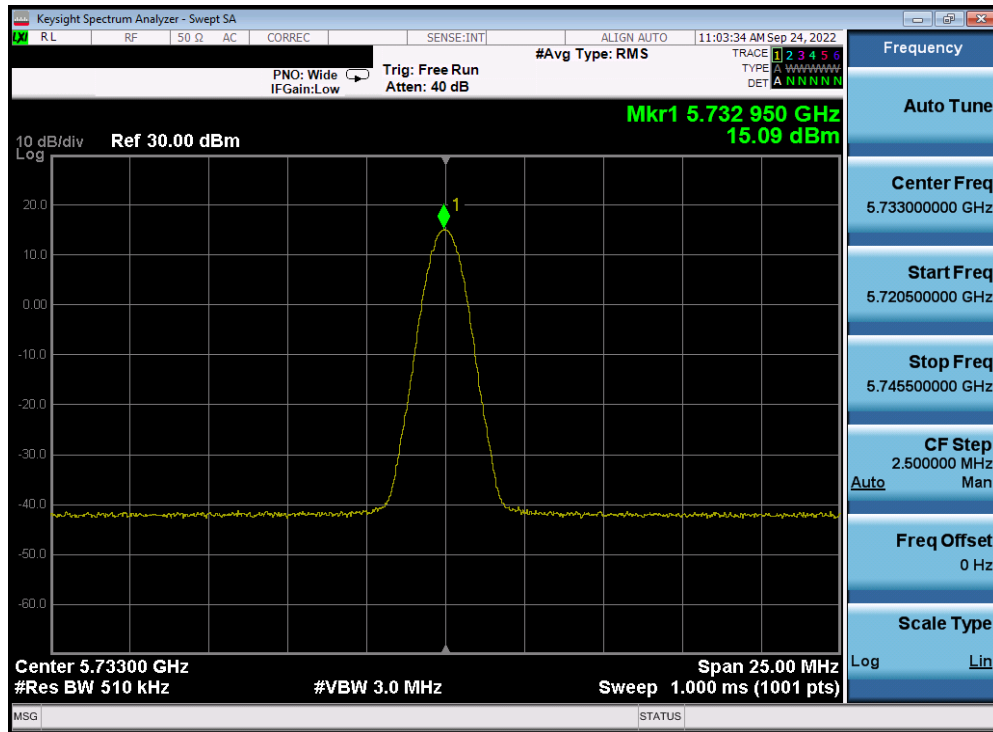 Keysight Spectrum Analyzer - Swept SA
LXI RL RF 50 Ω AC CORREC SENSE:INT ALIGN AUTO 11:03:34 AM Sep 24, 2022
#Avg Type: RMS
TRACE 1 2 3 4 5 6
PNO: Wide Trig: Free Run
TYPE A WWWWW
IFGain:Low Atten: 40 dB
DET A N N N N N
Mkr1 5.732 950 GHz
15.09 dBm
10 dB/div Ref 30.00 dBm
Log
1
20.0
10.0
0.00
-10.0
-20.0
-30.0
-40.0
-50.0
-60.0
Center 5.73300 GHz Span 25.00 MHz
#Res BW 510 kHz #VBW 3.0 MHz Sweep 1.000 ms (1001 pts)
MSG STATUS
Frequency
Auto Tune
Center Freq
5.733000000 GHz
Start Freq
5.720500000 GHz
Stop Freq
5.745500000 GHz
CF Step
2.500000 MHz
Auto Man
Freq Offset
0 Hz
Scale Type
Log Lin